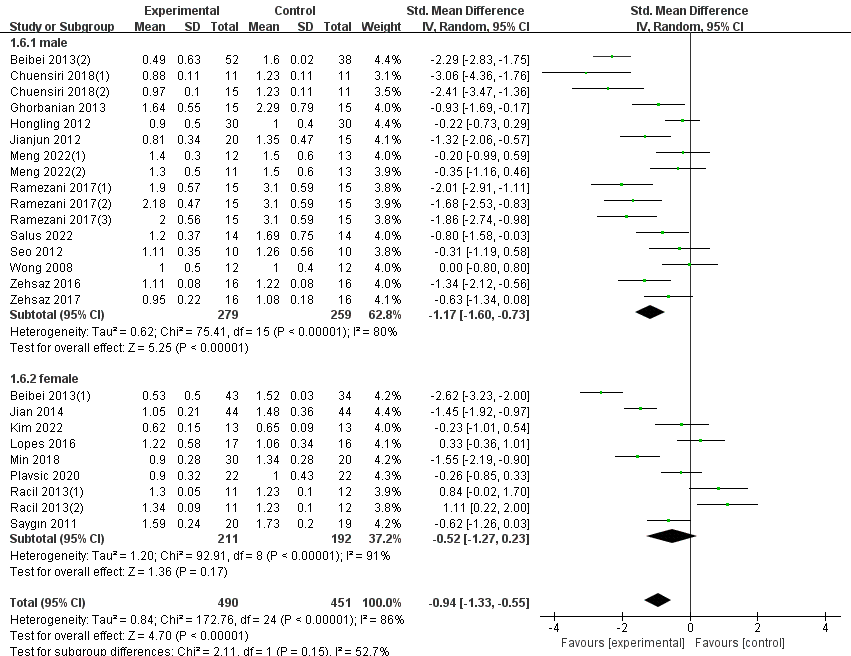 Experimental Control Std. Mean Difference Std. Mean Difference
Study or Subgroup Mean SD Total Mean SD Total Weight IV, Random, 95% CI IV, Random, 95% CI
1.6.1 male
Beibei 2013(2) 0.49 0.63 52 1.6 0.02 38 4.4% -2.29 [-2.83, -1.75]
Chuensiri 2018(1) 0.88 0.11 11 1.23 0.11 11 3.1% -3.06 [-4.36, -1.76]
Chuensiri 2018(2) 0.97 0.1 15 1.23 0.11 11 3.5% -2.41 [-3.47, -1.36]
Ghorbanian 2013 1.64 0.55 15 2.29 0.79 15 4.1% -0.93 [-1.69, -0.17]
Hongling 2012 0.9 0.5 30 1 0.4 30 4.4% -0.22 [-0.73, 0.29]
Jianjun 2012 0.81 0.34 20 1.35 0.47 15 4.1% -1.32 [-2.06, -0.57]
Meng 2022(1) 1.4 0.3 12 1.5 0.6 13 4.0% -0.20 [-0.99, 0.59]
Meng 2022(2) 1.3 0.5 11 1.5 0.6 13 4.0% -0.35 [-1.16, 0.46]
Ramezani 2017(1) 1.9 0.57 15 3.1 0.59 15 3.8% -2.01 [-2.91, -1.11]
Ramezani 2017(2) 2.18 0.47 15 3.1 0.59 15 3.9% -1.68 [-2.53, -0.83]
Ramezani 2017(3) 2 0.56 15 3.1 0.59 15 3.9% -1.86 [-2.74, -0.98]
Salus 2022 1.2 0.37 14 1.69 0.75 14 4.0% -0.80 [-1.58, -0.03]
Seo 2012 1.11 0.35 10 1.26 0.56 10 3.9% -0.31 [-1.19, 0.58]
Wong 2008 1 0.5 12 1 0.4 12 4.0% 0.00 [-0.80, 0.80]
Zehsaz 2016 1.11 0.08 16 1.22 0.08 16 4.0% -1.34 [-2.12, -0.56]
Zehsaz 2017 0.95 0.22 16 1.08 0.18 16 4.1% -0.63 [-1.34, 0.08]
Subtotal (95% CI) 279 259 62.8% -1.17 [-1.60, -0.73]
Heterogeneity: Tau² = 0.62; Chi² = 75.41, df = 15 (P < 0.00001); I² = 80%
Test for overall effect: Z = 5.25 (P < 0.00001)
1.6.2 female
Beibei 2013(1) 0.53 0.5 43 1.52 0.03 34 4.2% -2.62 [-3.23, -2.00]
Jian 2014 1.05 0.21 44 1.48 0.36 44 4.4% -1.45 [-1.92, -0.97]
Kim 2022 0.62 0.15 13 0.65 0.09 13 4.0% -0.23 [-1.01, 0.54]
Lopes 2016 1.22 0.58 17 1.06 0.34 16 4.2% 0.33 [-0.36, 1.01]
Min 2018 0.9 0.28 30 1.34 0.28 20 4.2% -1.55 [-2.19, -0.90]
Plavsic 2020 0.9 0.32 22 1 0.43 22 4.3% -0.26 [-0.85, 0.33]
Racil 2013(1) 1.3 0.05 11 1.23 0.1 12 3.9% 0.84 [-0.02, 1.70]
Racil 2013(2) 1.34 0.09 11 1.23 0.1 12 3.8% 1.11 [0.22, 2.00]
Saygın 2011 1.59 0.24 20 1.73 0.2 19 4.2% -0.62 [-1.26, 0.03]
Subtotal (95% CI) 211 192 37.2% -0.52 [-1.27, 0.23]
Heterogeneity: Tau² = 1.20; Chi² = 92.91, df = 8 (P < 0.00001); I² = 91%
Test for overall effect: Z = 1.36 (P = 0.17)
Total (95% CI) 490 451 100.0% -0.94 [-1.33, -0.55]
Heterogeneity: Tau² = 0.84; Chi² = 172.76, df = 24 (P < 0.00001); I² = 86%
Test for overall effect: Z = 4.70 (P < 0.00001)
Test for subgroup differences: Chi² = 2.11, df = 1 (P = 0.15), I² = 52.7%
-4 -2 0 2 4
Favours [experimental] Favours [control]